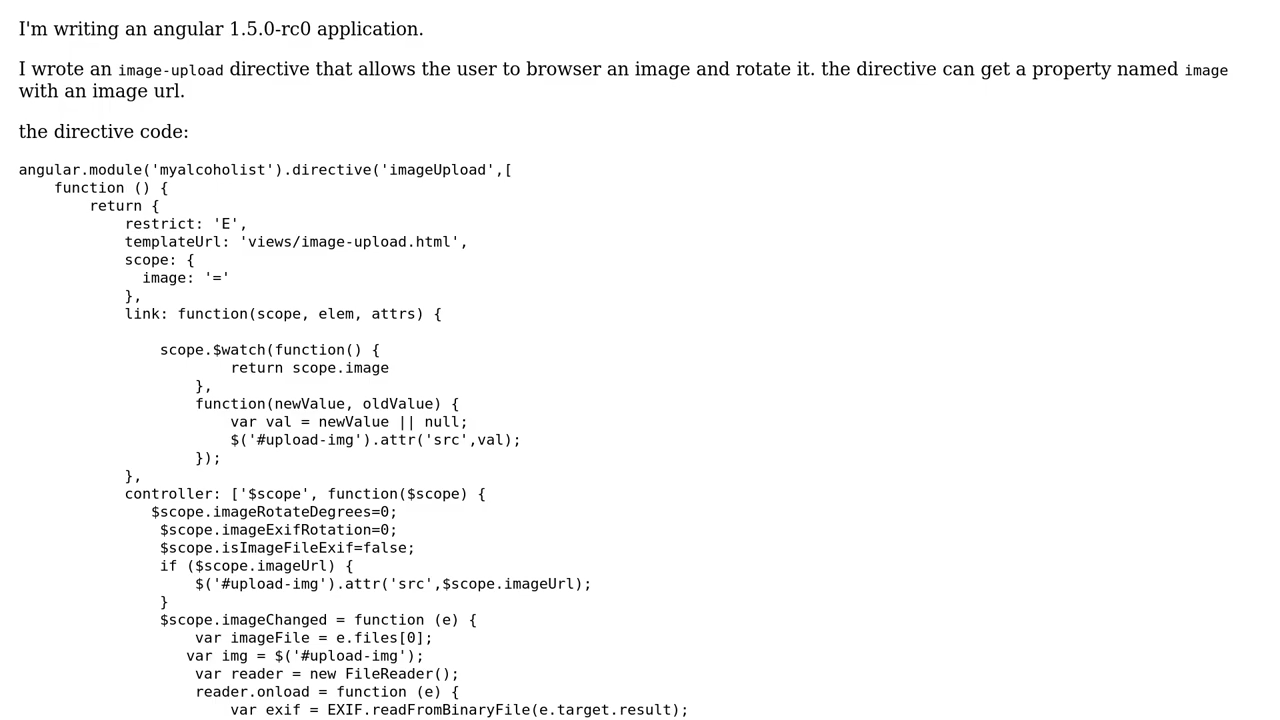 I'm writing an angular 1.5.0-rc0 application.
I wrote an image-upload directive that allows the user to browser an image and rotate it. the directive can get a property named image
with an image url.
the directive code:
angular.module('myalcoholist').directive('imageUpload',[
    function () {
        return {
            restrict: 'E',
            templateUrl: 'views/image-upload.html',
            scope: {
              image: '='
            },
            link: function(scope, elem, attrs) {
                scope.$watch(function() {
                        return scope.image
                    },
                    function(newValue, oldValue) {
                        var val = newValue || null;
                        $('#upload-img').attr('src',val);
                    });
            },
            controller: ['$scope', function($scope) {
               $scope.imageRotateDegrees=0;
                $scope.imageExifRotation=0;
                $scope.isImageFileExif=false;
                if ($scope.imageUrl) {
                    $('#upload-img').attr('src',$scope.imageUrl);
                }
                $scope.imageChanged = function (e) {
                    var imageFile = e.files[0];
                   var img = $('#upload-img');
                    var reader = new FileReader();
                    reader.onload = function (e) {
                        var exif = EXIF.readFromBinaryFile(e.target.result);